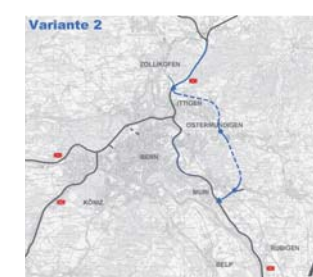 Variante 2
ZOLLIKOFEN
ITTIGEN
OSTERMUNDIGEN
BERN
MURI
KÖNIZ
RUBIGEN
BELP